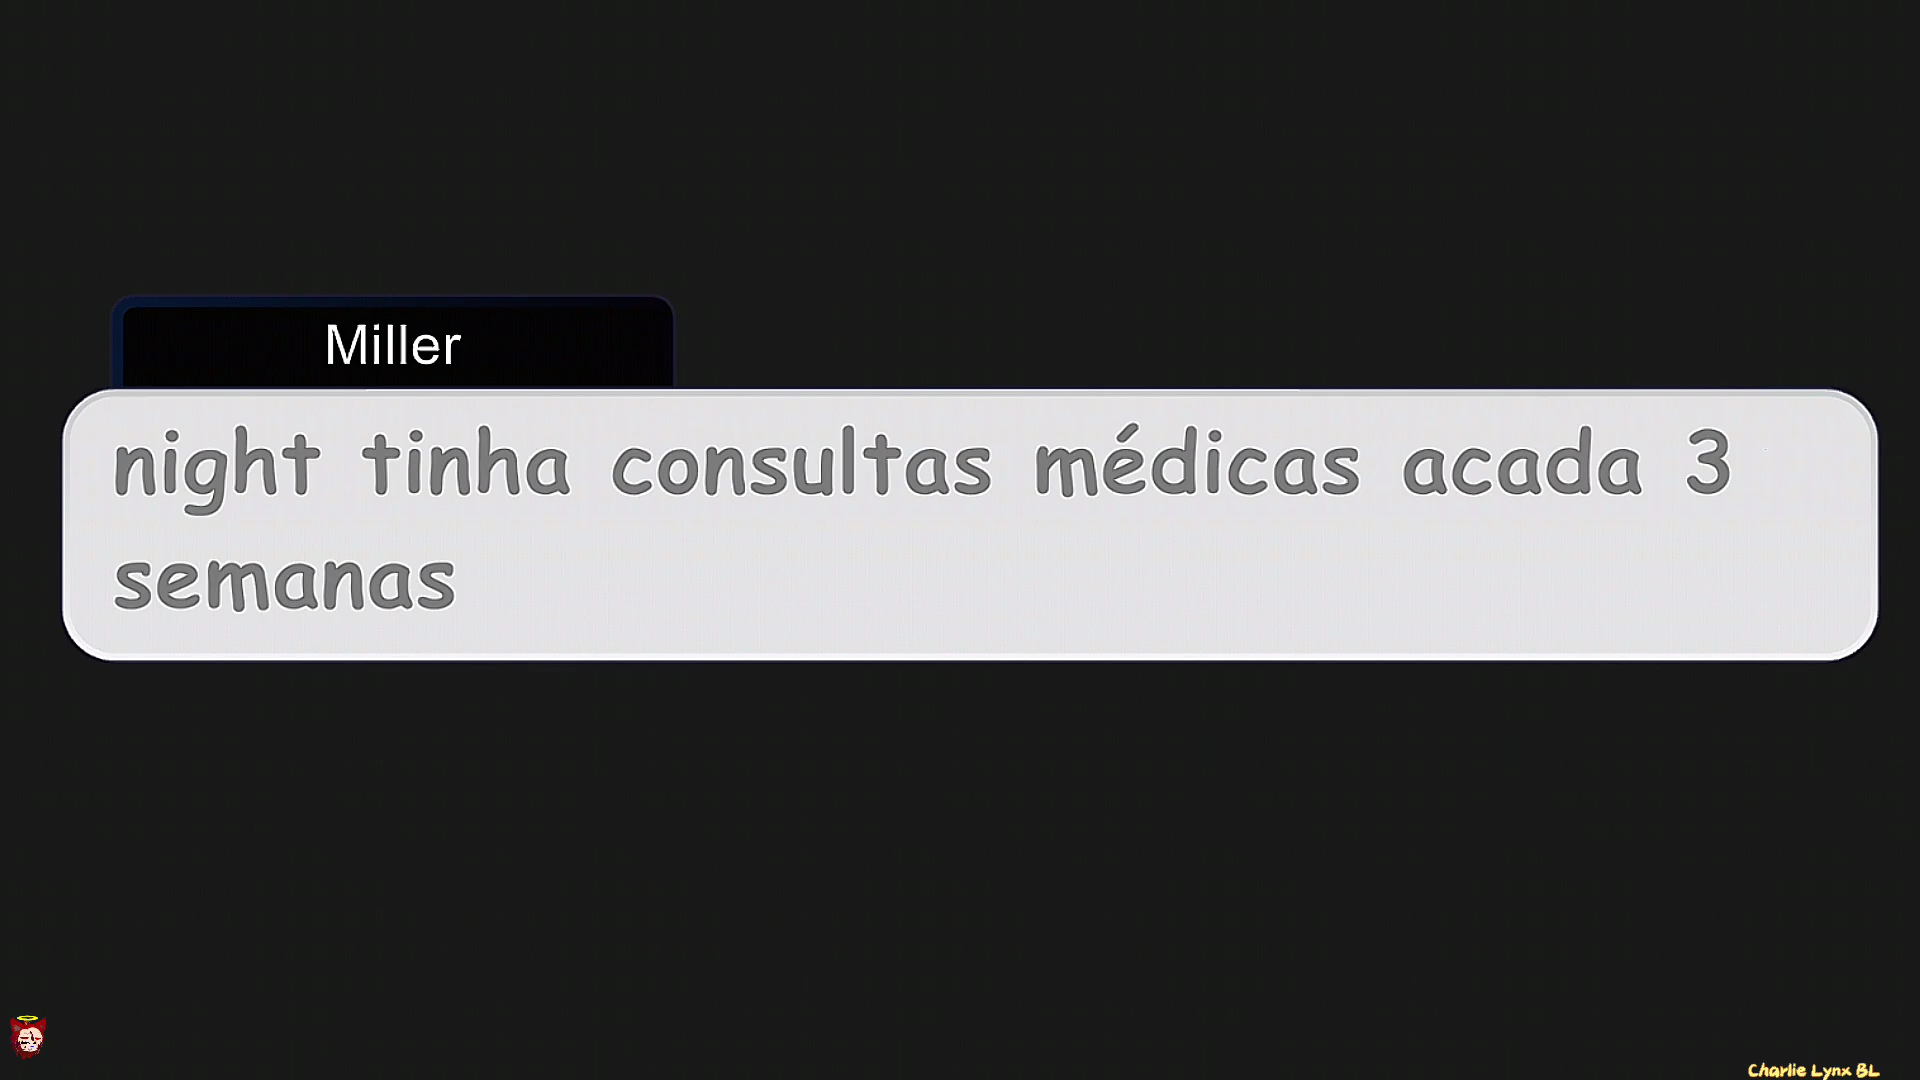 Miller
night tinha consultas médicas acada 3
semanas
Charlie Lynx BL